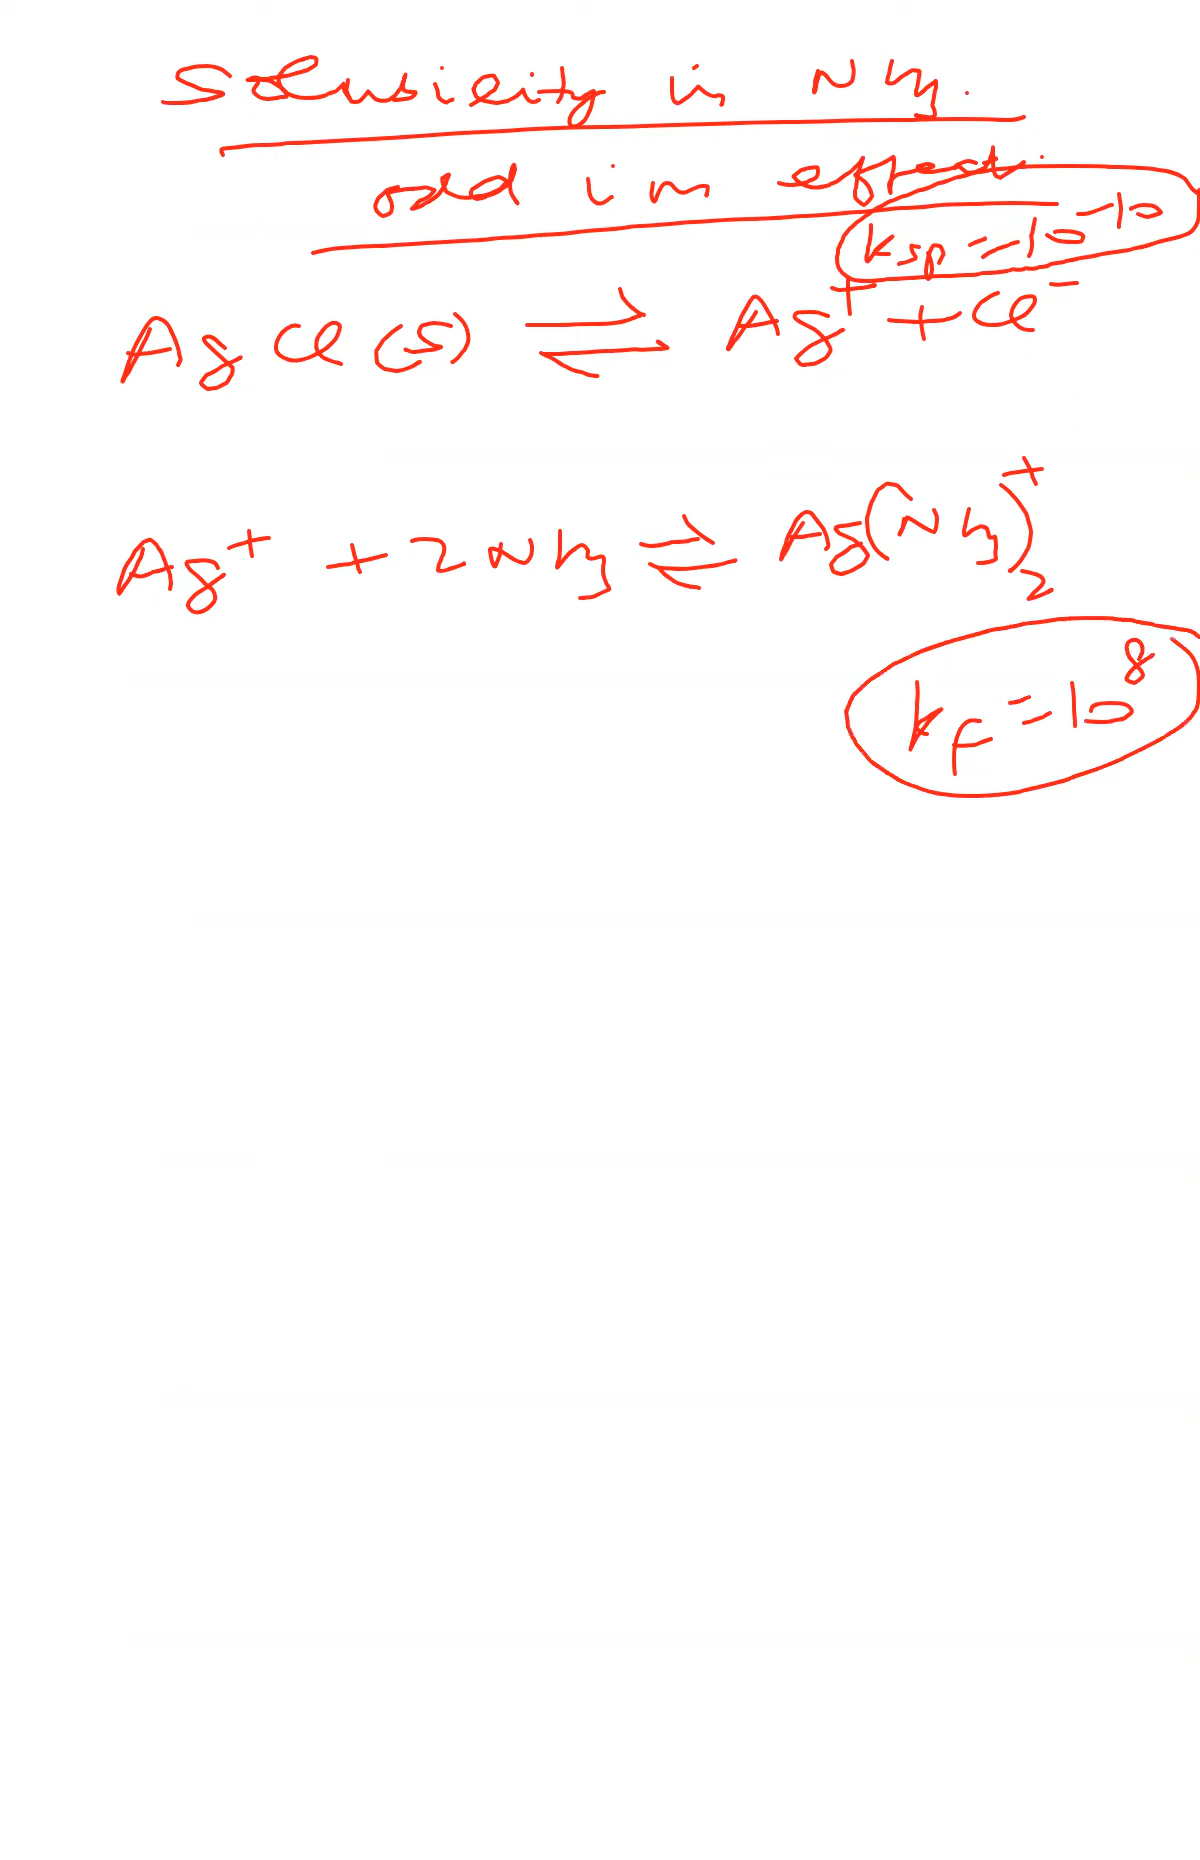 Solubility in NH3.
odd ion effect.
Ksp = 10^-10
AgCl (s) ⇌ Ag^+ + Cl^-
Ag^+ + 2NH3 ⇌ Ag(NH3)2^+
Kf = 10^8